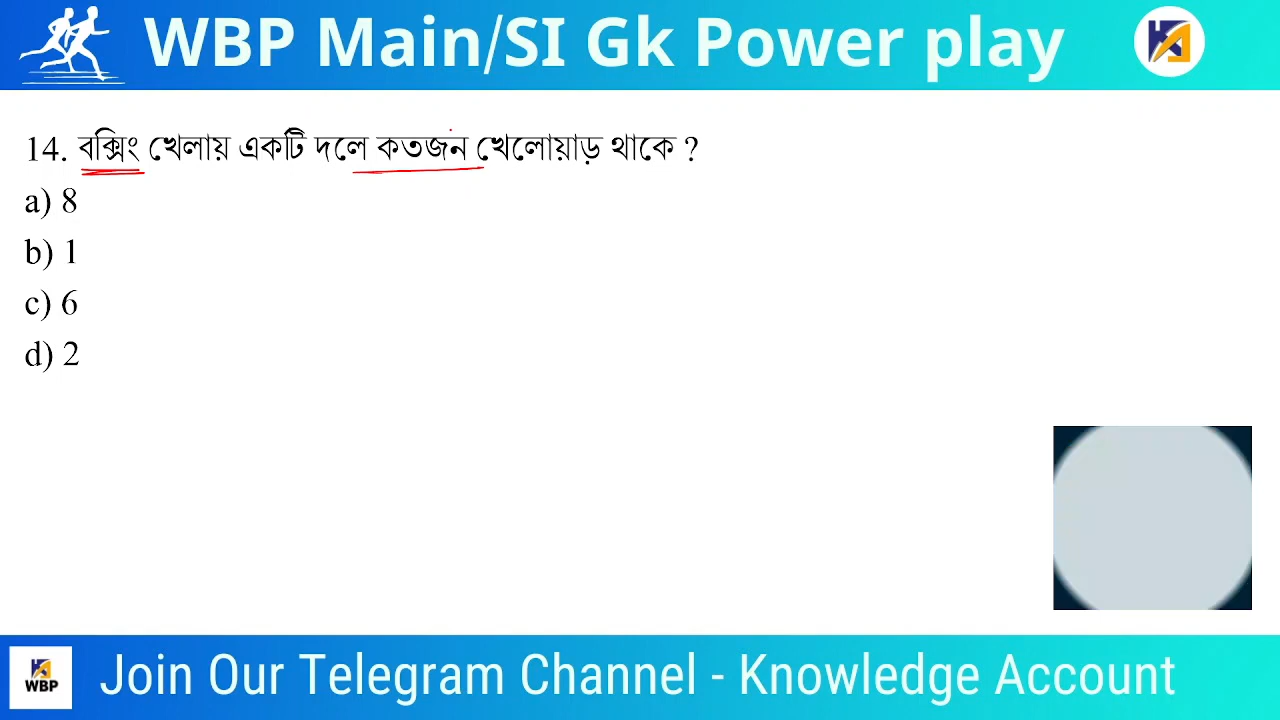 WBP Main/SI Gk Power play
14. বক্সিং খেলায় একটি দলে কতজন খেলোয়াড় থাকে ?
a) 8
b) 1
c) 6
d) 2
WBP
Join Our Telegram Channel - Knowledge Account